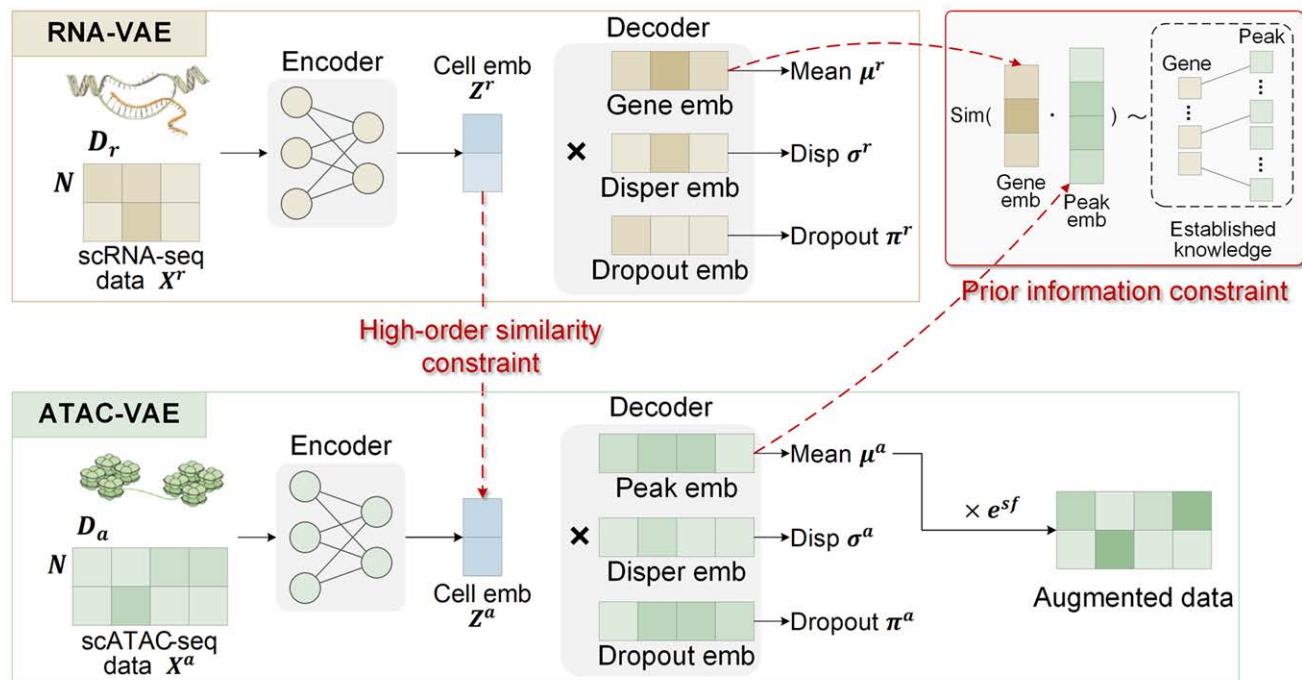 RNA-VAE
Encoder
Cell emb
Z^r
Decoder
Gene emb
Mean μ^r
Disper emb
Disp σ^r
Dropout emb
Dropout π^r
×
D_r
N
scRNA-seq
data X^r
Sim( · ) ~
Gene
emb
Peak
emb
Gene
Peak
Established
knowledge
Prior information constraint
High-order similarity
constraint
ATAC-VAE
Encoder
Cell emb
Z^a
Decoder
Peak emb
Mean μ^a
Disper emb
Disp σ^a
Dropout emb
Dropout π^a
×
D_a
N
scATAC-seq
data X^a
× e^{sf}
Augmented data